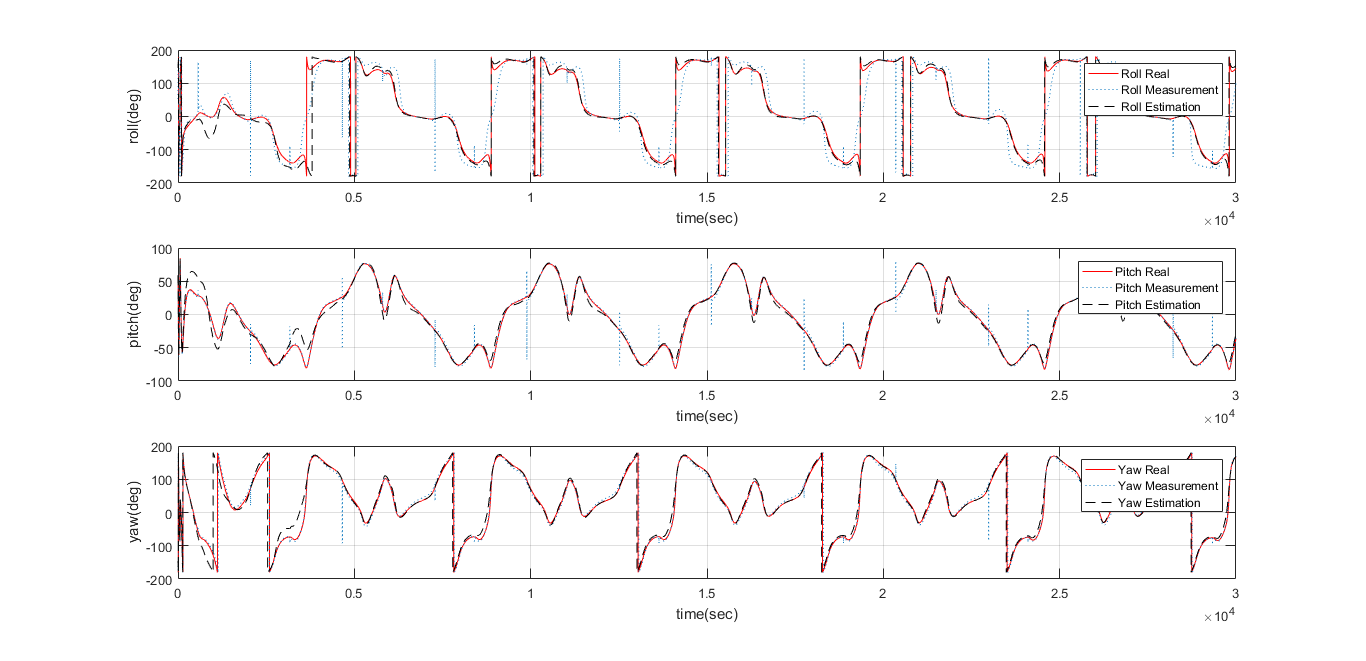 200
100
0
-100
-200
roll(deg)
Roll Real
Roll Measurement
Roll Estimation
0 0.5 1 1.5 2 2.5 3
time(sec)
×10^4
100
50
0
-50
-100
pitch(deg)
Pitch Real
Pitch Measurement
Pitch Estimation
0 0.5 1 1.5 2 2.5 3
time(sec)
×10^4
200
100
0
-100
-200
yaw(deg)
Yaw Real
Yaw Measurement
Yaw Estimation
0 0.5 1 1.5 2 2.5 3
time(sec)
×10^4